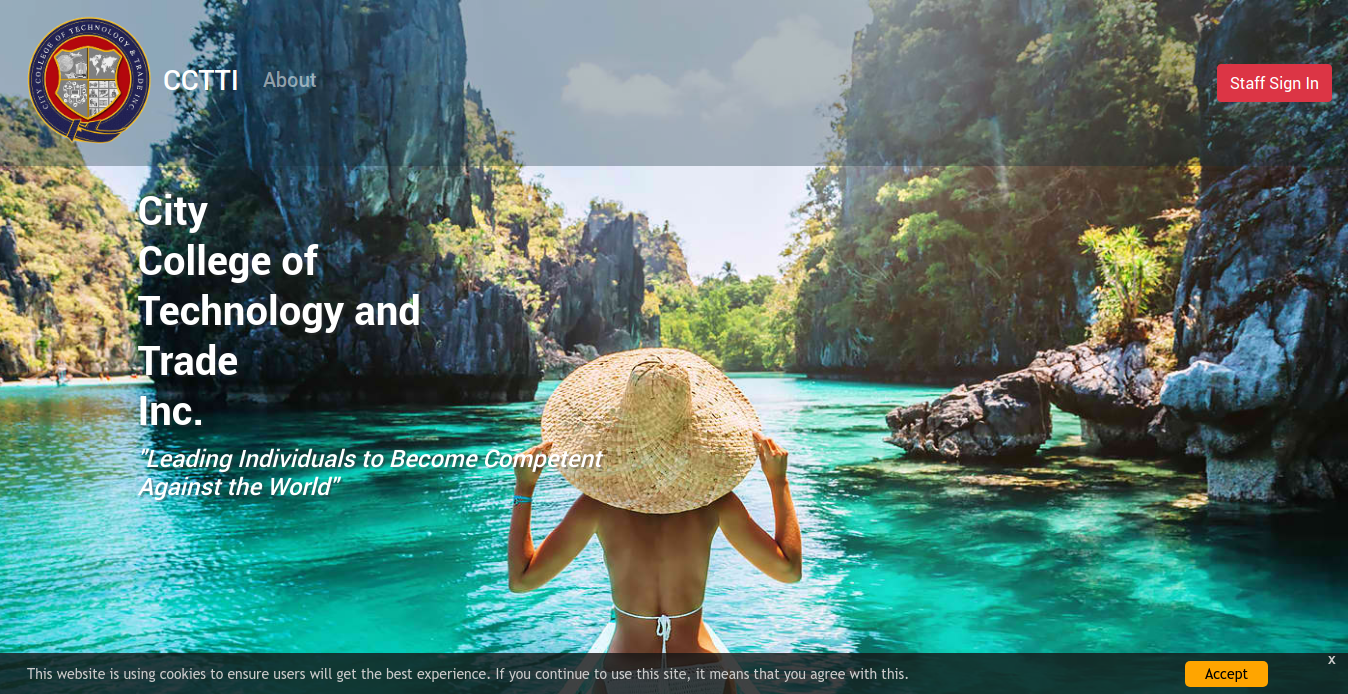 CITY COLLEGE OF TECHNOLOGY & TRADE INC.
CCTTI
About
Staff Sign In
City
College of
Technology and
Trade
Inc.
"Leading Individuals to Become Competent
Against the World"
This website is using cookies to ensure users will get the best experience. If you continue to use this site, it means that you agree with this.
Accept
x